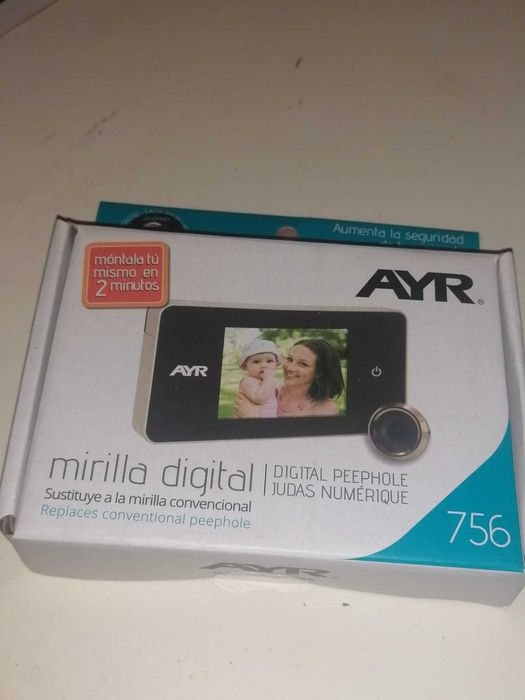 Aumenta la seguridad
móntala tú
mismo en
2 minutos
AYR®
AYR
mirilla digital
DIGITAL PEEPHOLE
JUDAS NUMÉRIQUE
Sustituye a la mirilla convencional
Replaces conventional peephole
756
AYR